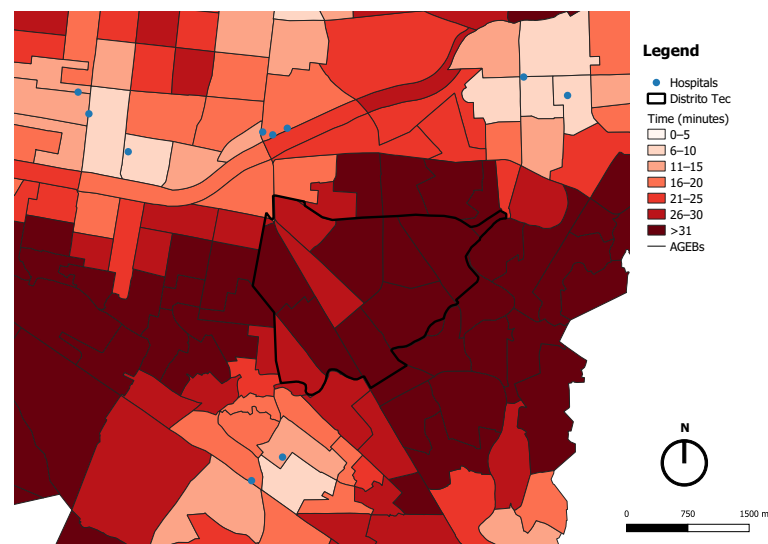 Legend
Hospitals
Distrito Tec
Time (minutes)
0–5
6–10
11–15
16–20
21–25
26–30
>31
AGEBs
N
0 750 1500 m